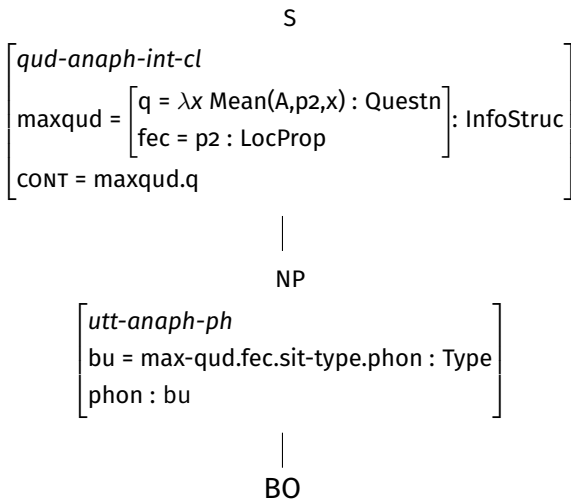 S
qud-anaph-int-cl
maxqud = [q = λx Mean(A,p2,x) : Questn
fec = p2 : LocProp] : InfoStruc
CONT = maxqud.q
NP
utt-anaph-ph
bu = max-qud.fec.sit-type.phon : Type
phon : bu
BO